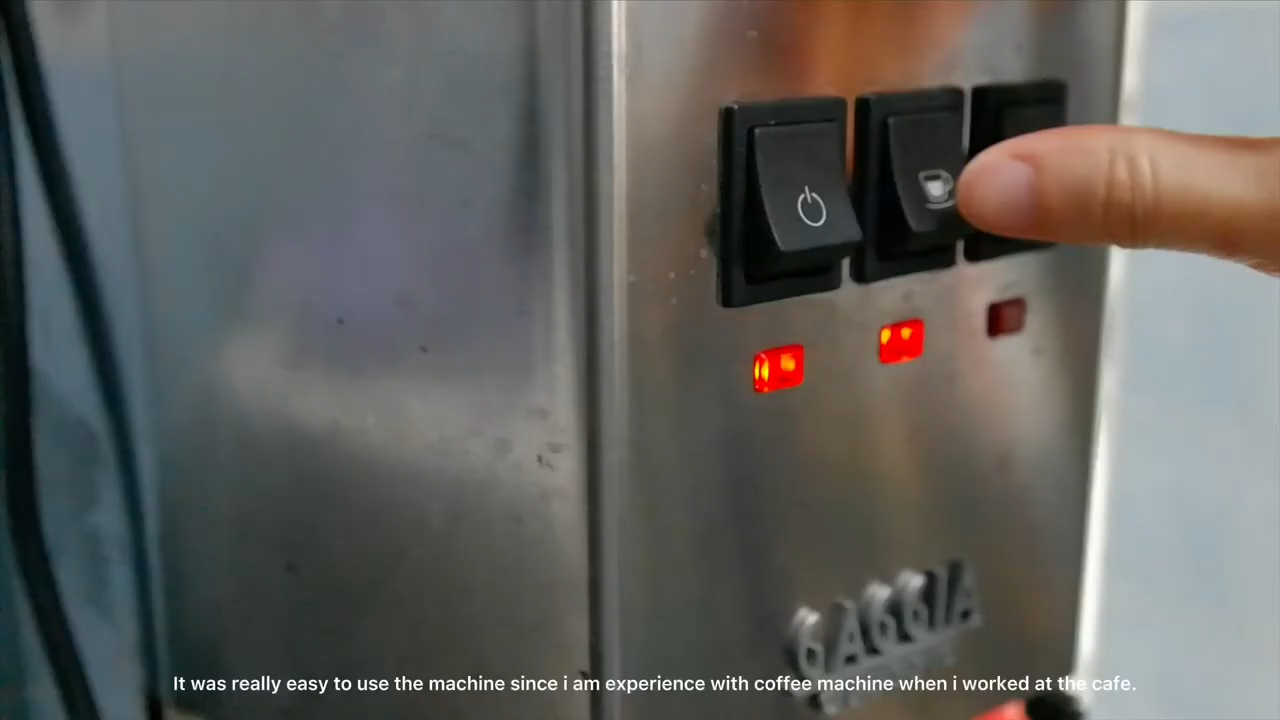 GAGGIA
It was really easy to use the machine since i am experience with coffee machine when i worked at the cafe.